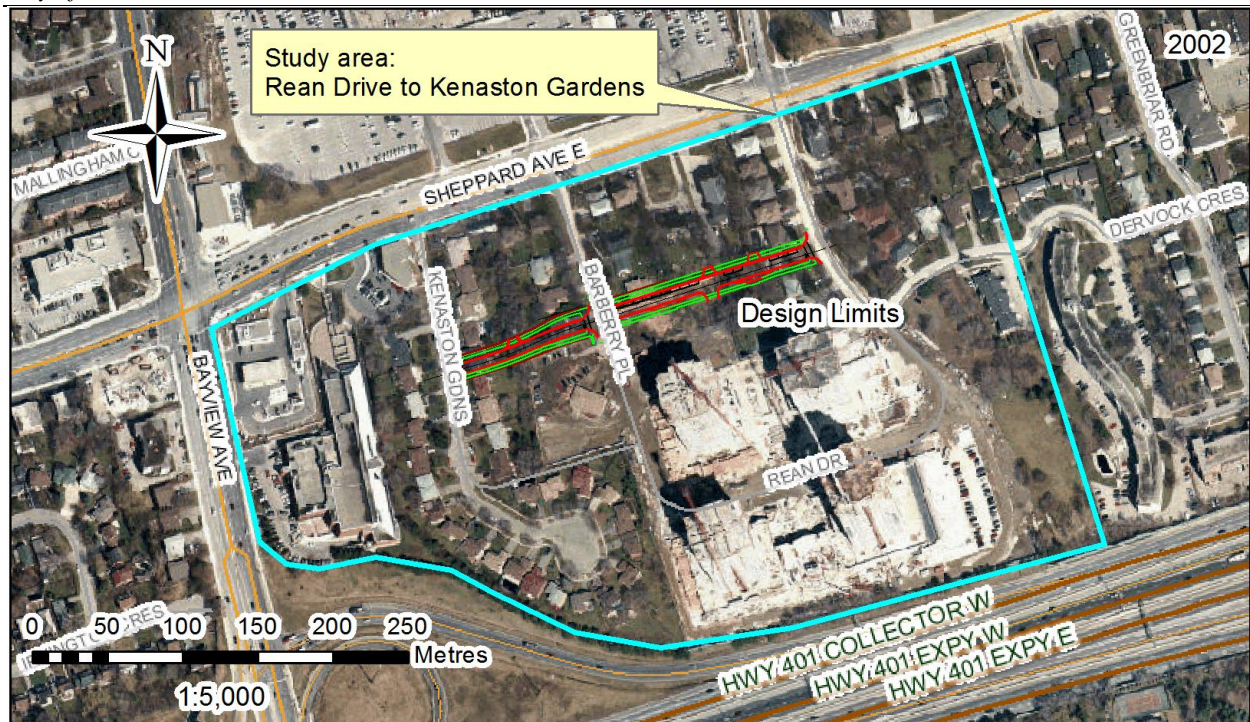 N
Study area:
Rean Drive to Kenaston Gardens
2002
GREENBRIAR RD
SHEPPARD AVE E
DERVOCK CRES
KENASTON GDNS
BARBERRY PL
Design Limits
BAYVIEW AVE
REAN DR
0 50 100 150 200 250
Metres
1:5,000
HWY 401 COLLECTOR W
HWY 401 EXPY W
HWY 401 EXPY E